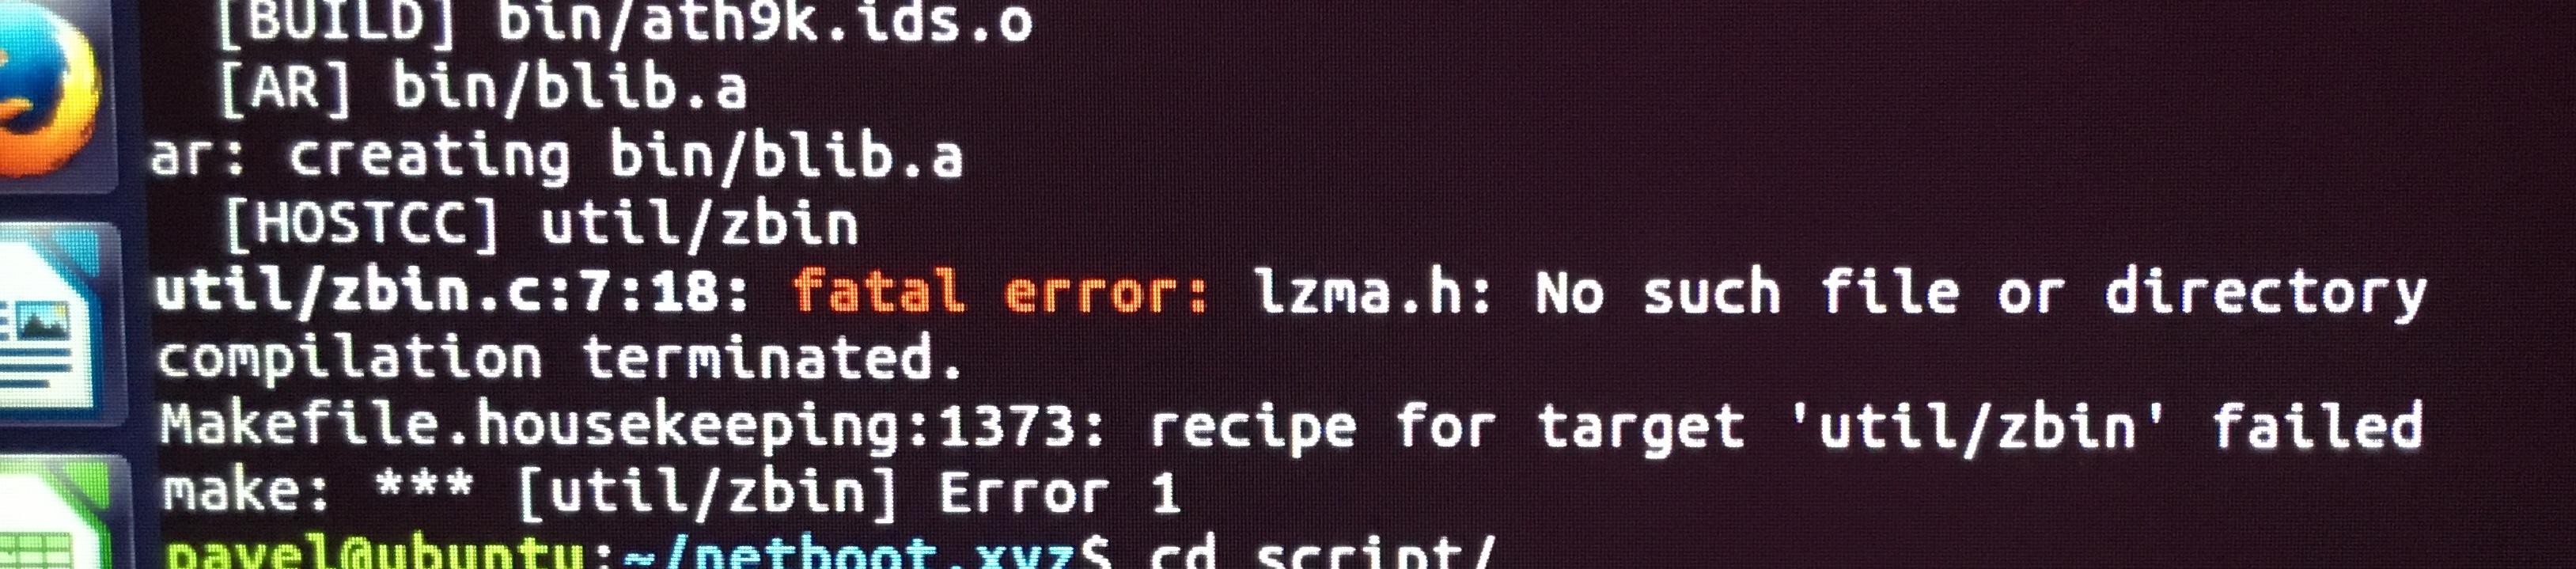 [BUILD] bin/ath9k.ids.o
[AR] bin/blib.a
ar: creating bin/blib.a
[HOSTCC] util/zbin
util/zbin.c:7:18: fatal error: lzma.h: No such file or directory
compilation terminated.
Makefile.housekeeping:1373: recipe for target 'util/zbin' failed
make: *** [util/zbin] Error 1
pavel@ubuntu:~/netboot.xyz$ cd script/